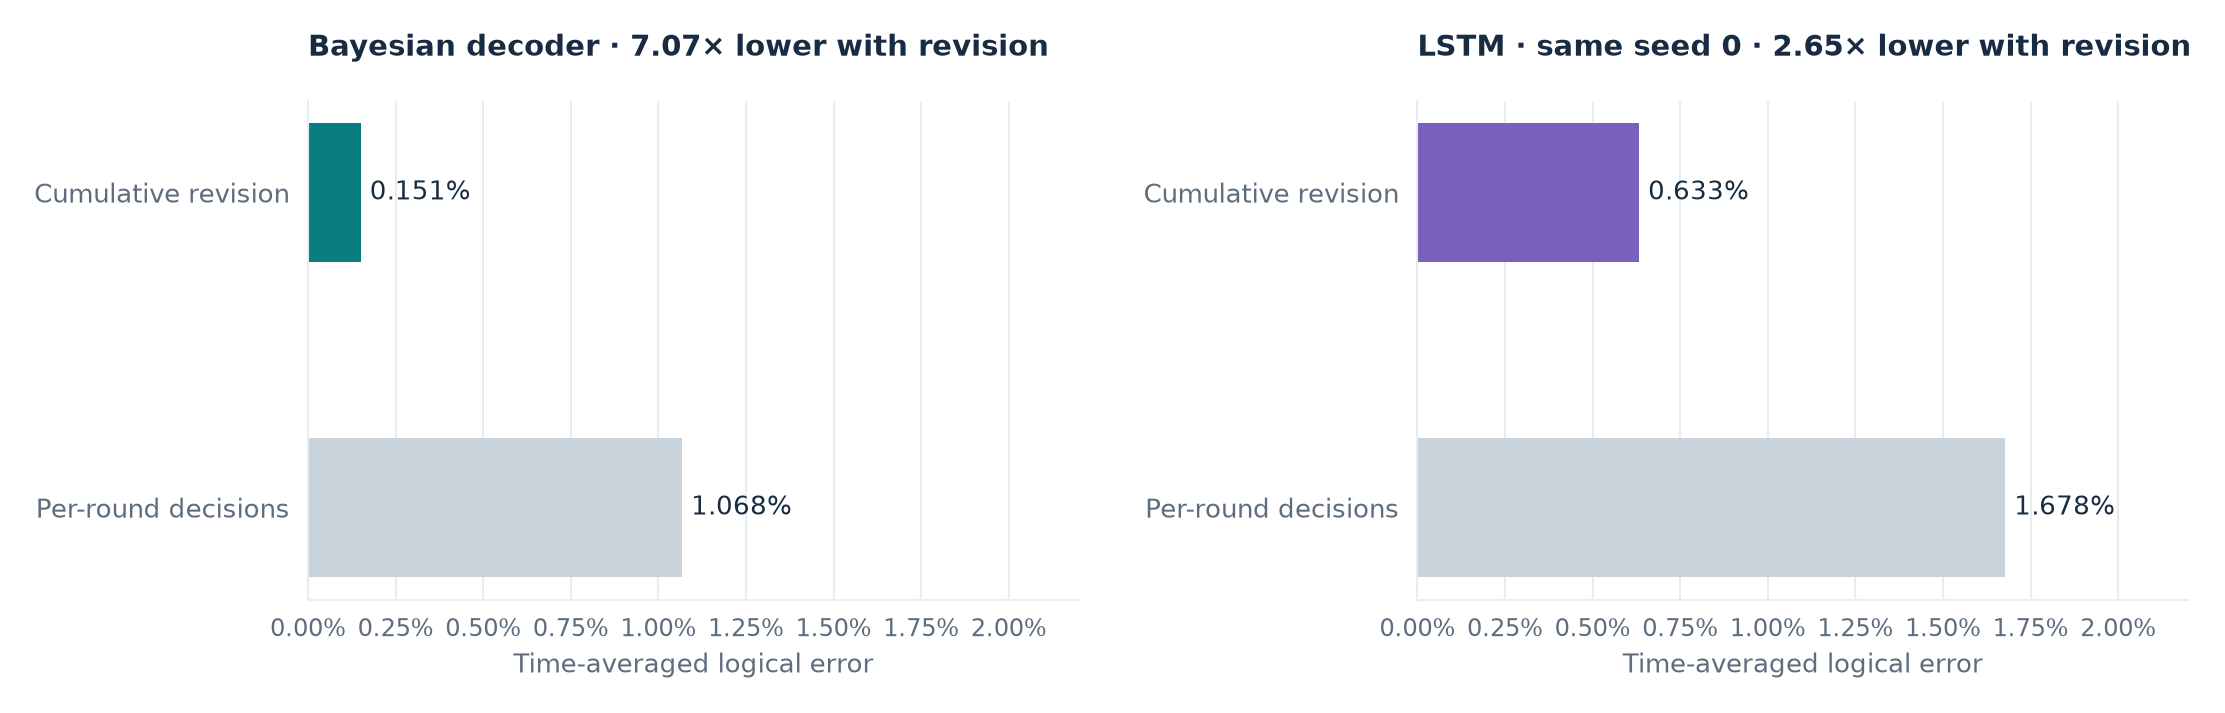 Bayesian decoder · 7.07× lower with revision
Cumulative revision
0.151%
Per-round decisions
1.068%
0.00% 0.25% 0.50% 0.75% 1.00% 1.25% 1.50% 1.75% 2.00%
Time-averaged logical error
LSTM · same seed 0 · 2.65× lower with revision
Cumulative revision
0.633%
Per-round decisions
1.678%
0.00% 0.25% 0.50% 0.75% 1.00% 1.25% 1.50% 1.75% 2.00%
Time-averaged logical error